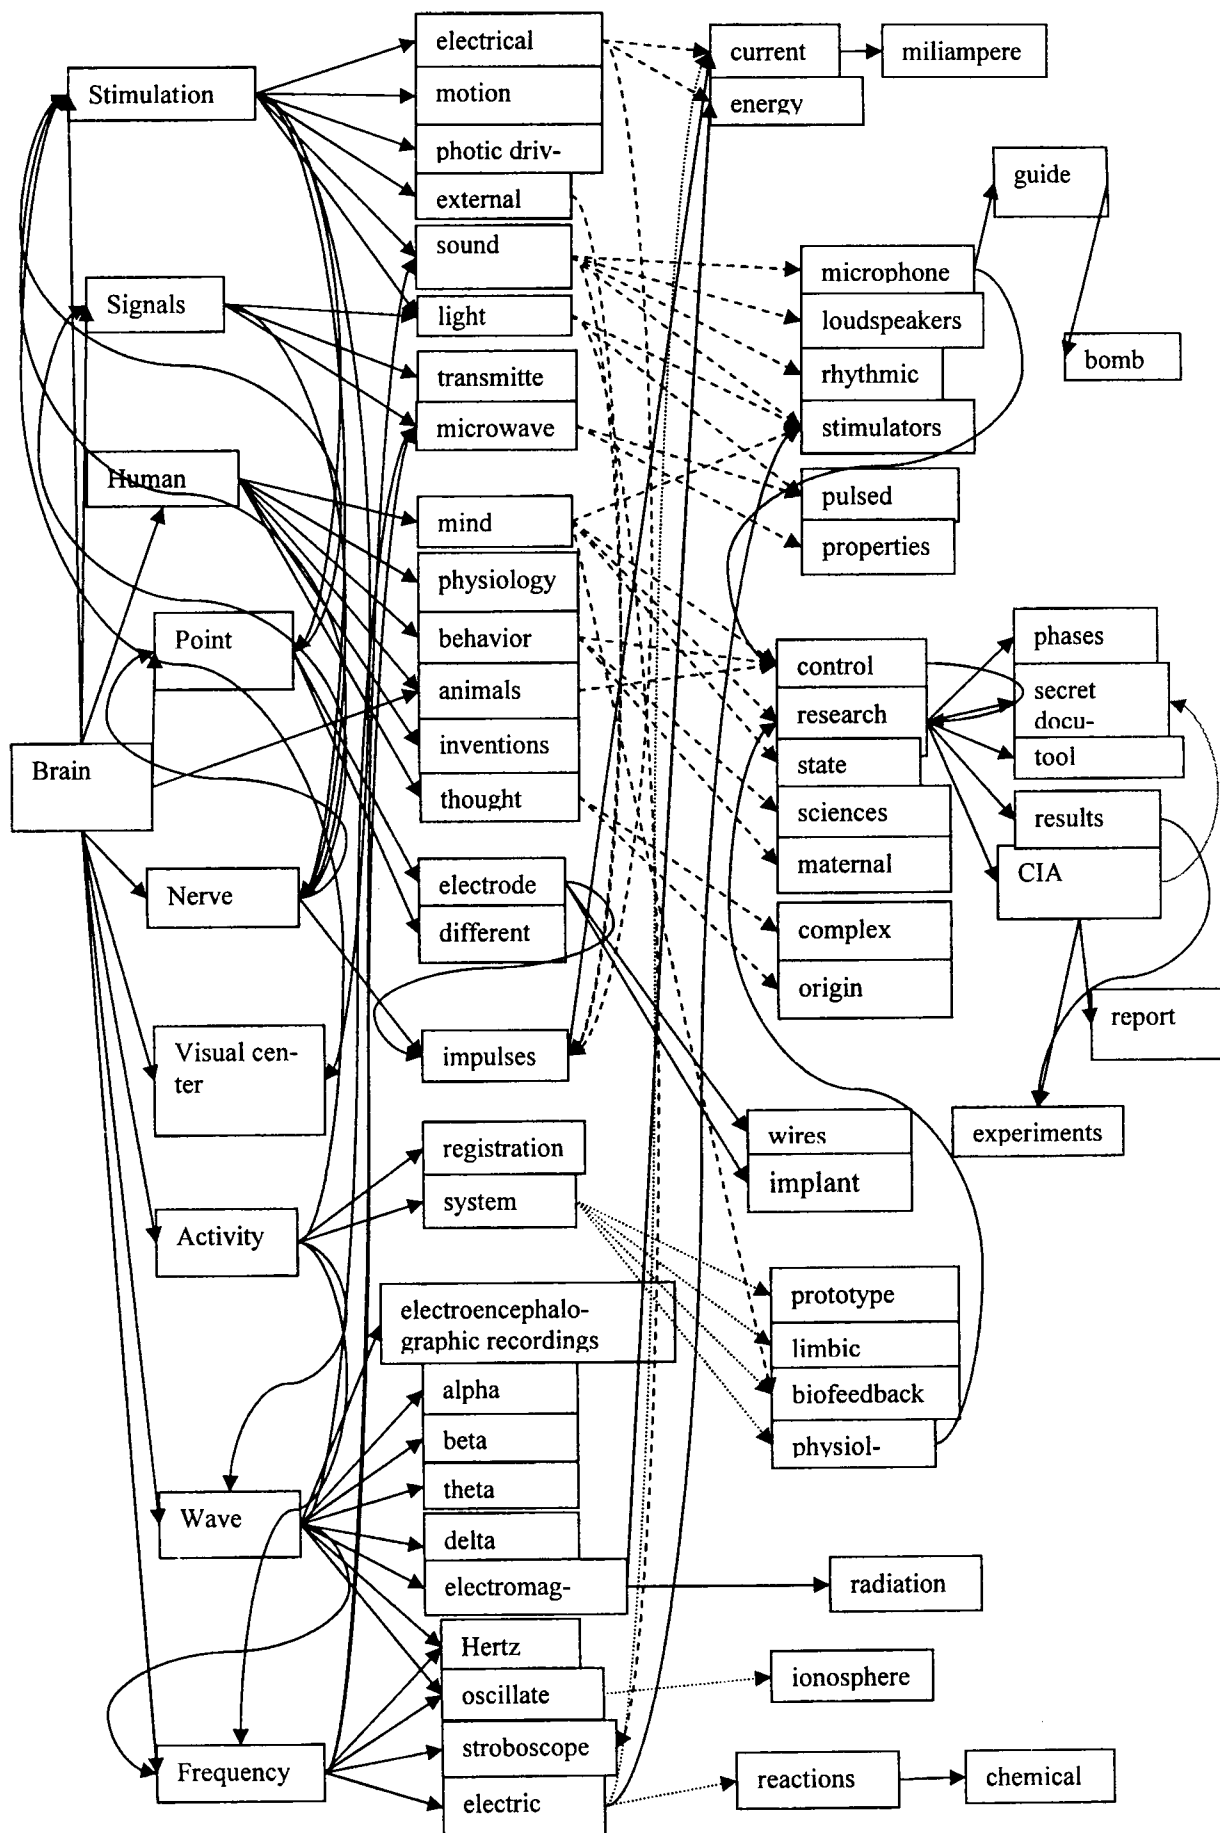 Stimulation
Signals
Human
Point
Brain
Nerve
Visual cen-
ter
Activity
Wave
Frequency
electrical
motion
photic driv-
external
sound
light
transmitte
microwave
mind
physiology
behavior
animals
inventions
thought
electrode
different
impulses
registration
system
electroencephalo-
graphic recordings
alpha
beta
theta
delta
electromag-
Hertz
oscillate
stroboscope
electric
current
energy
miliampere
guide
bomb
microphone
loudspeakers
rhythmic
stimulators
pulsed
properties
control
research
state
sciences
maternal
complex
origin
phases
secret
docu-
tool
results
CIA
report
experiments
wires
implant
prototype
limbic
biofeedback
physiol-
radiation
ionosphere
reactions
chemical